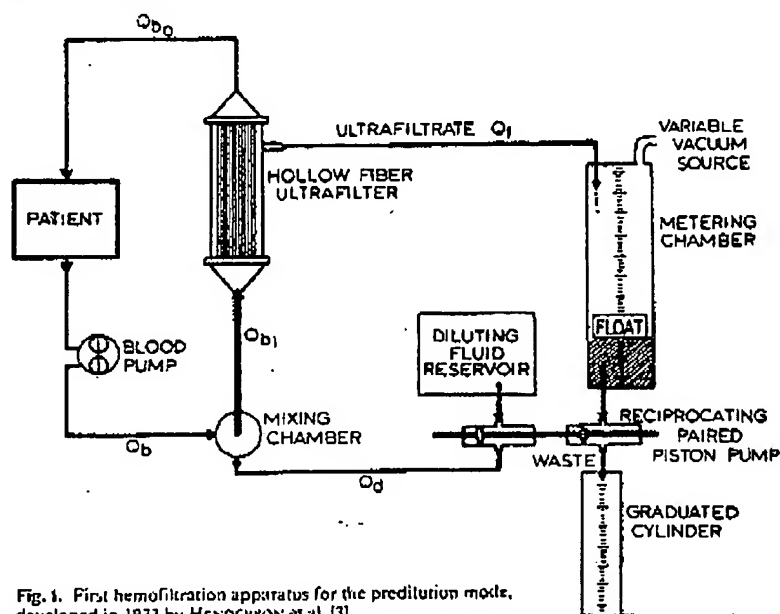 Qbo
ULTRAFILTRATE Qf
VARIABLE
VACUUM
SOURCE
HOLLOW FIBER
ULTRAFILTER
PATIENT
METERING
CHAMBER
FLOAT
BLOOD
PUMP
Qbi
DILUTING
FLUID
RESERVOIR
MIXING
CHAMBER
RECIPROCATING
PAIRED
PISTON PUMP
Qb
Qd
WASTE
GRADUATED
CYLINDER
Fig. 1. First hemofiltration apparatus for the predilution mode,
developed in by et al. [3]